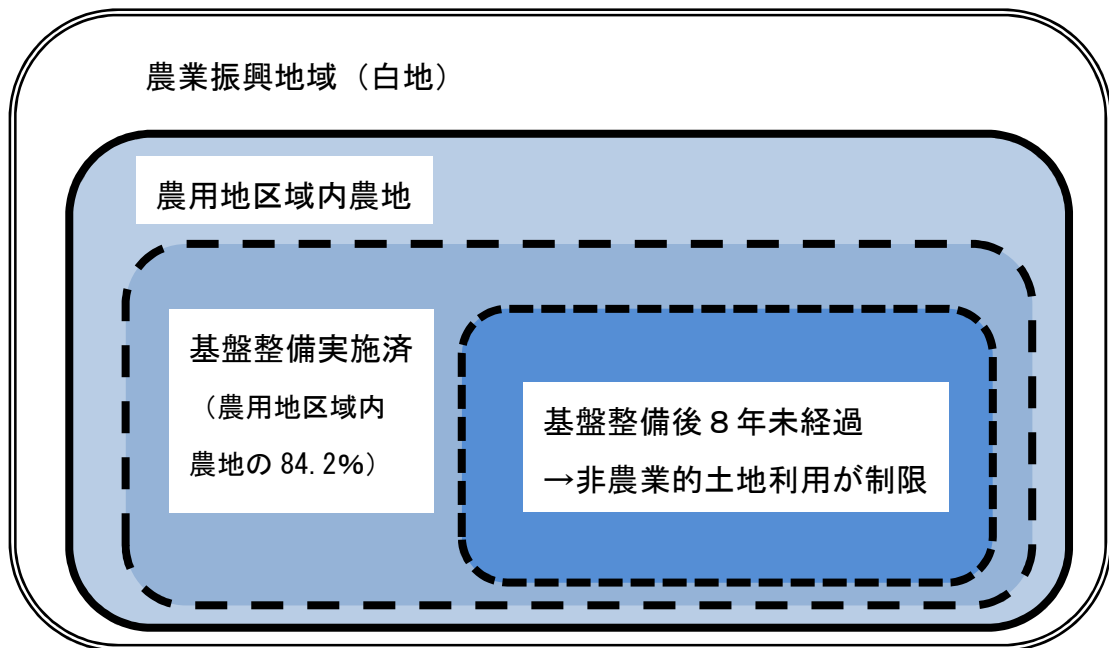 農業振興地域（白地）
農用地区域内農地
基盤整備実施済
（農用地区域内
農地の 84.2%）
基盤整備後８年未経過
→非農業的土地利用が制限